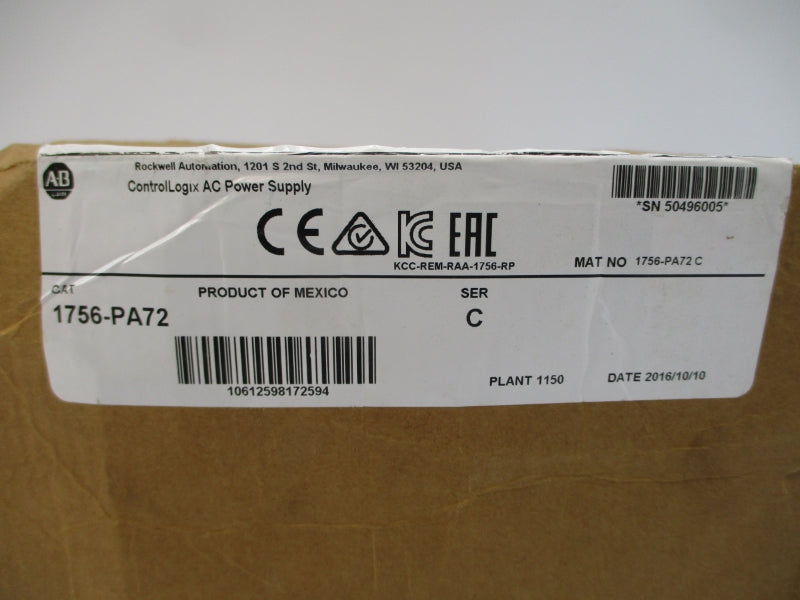 Rockwell Automation, 1201 S 2nd St, Milwaukee, WI 53204, USA
A-B
ControlLogix AC Power Supply
*SN 50496005*
CE KC EAC
KCC-REM-RAA-1756-RP
MAT NO 1756-PA72 C
CAT
PRODUCT OF MEXICO
SER
1756-PA72
C
10612598172594
PLANT 1150
DATE 2016/10/10